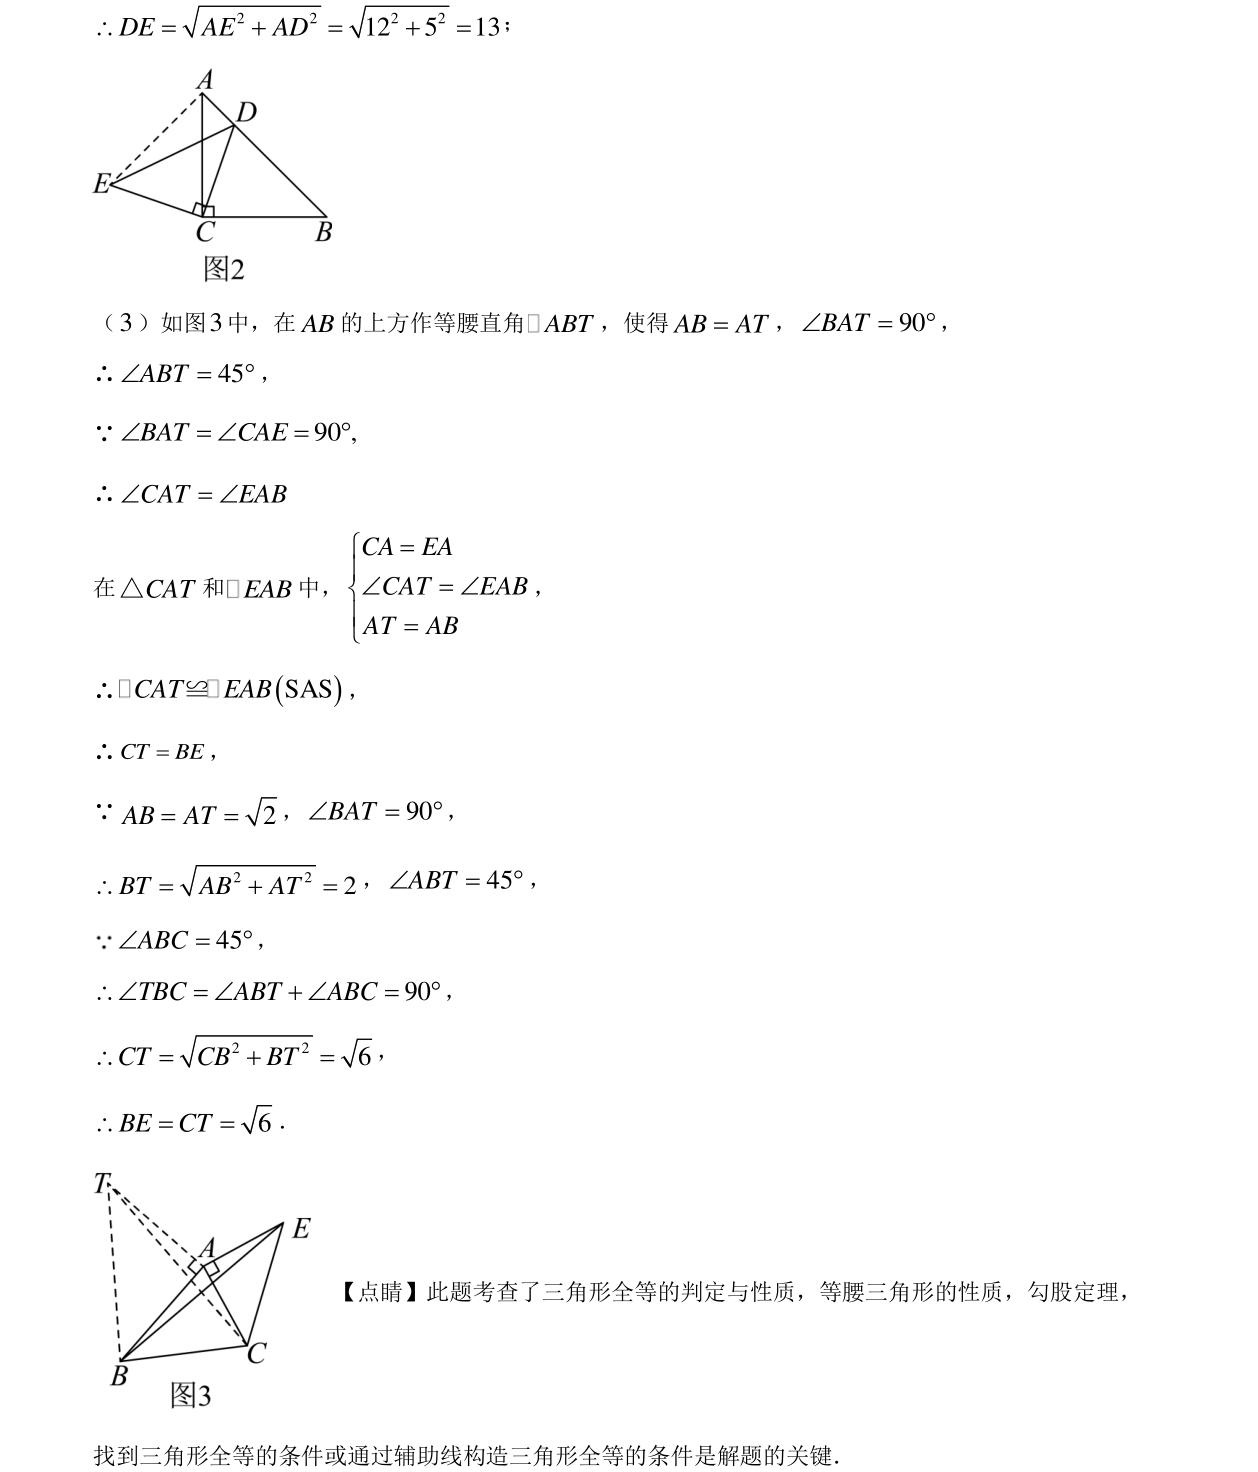 ∴DE=√(AE²+AD²)=√(12²+5²)=13；
A
D
E
C
B
图2
（3）如图3中，在AB的上方作等腰直角□ABT，使得AB=AT，∠BAT=90°，
∴∠ABT=45°，
∵∠BAT=∠CAE=90°,
∴∠CAT=∠EAB
CA=EA
在△CAT和□EAB中，{∠CAT=∠EAB，
AT=AB
∴□CAT≌□EAB(SAS)，
∴CT=BE，
∵AB=AT=√2，∠BAT=90°，
∴BT=√(AB²+AT²)=2，∠ABT=45°，
∵∠ABC=45°，
∴∠TBC=∠ABT+∠ABC=90°，
∴CT=√(CB²+BT²)=√6，
∴BE=CT=√6．
T
E
A
【点睛】此题考查了三角形全等的判定与性质，等腰三角形的性质，勾股定理，
C
B
图3
找到三角形全等的条件或通过辅助线构造三角形全等的条件是解题的关键．